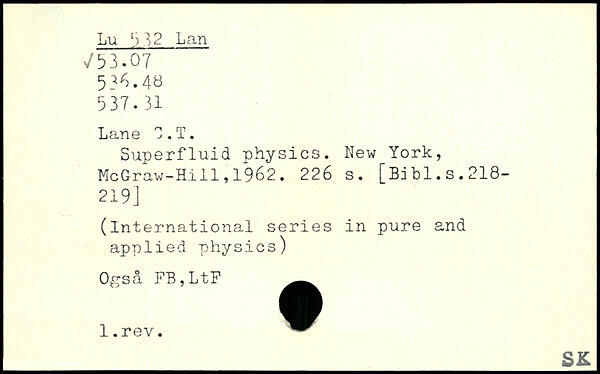 Lu 532 Lan
√53.07
536.48
537.31
Lane C.T.
Superfluid physics. New York,
McGraw-Hill,1962. 226 s. [Bibl.s.218-
219]
(International series in pure and
applied physics)
Også FB,LtF
1.rev.
SK